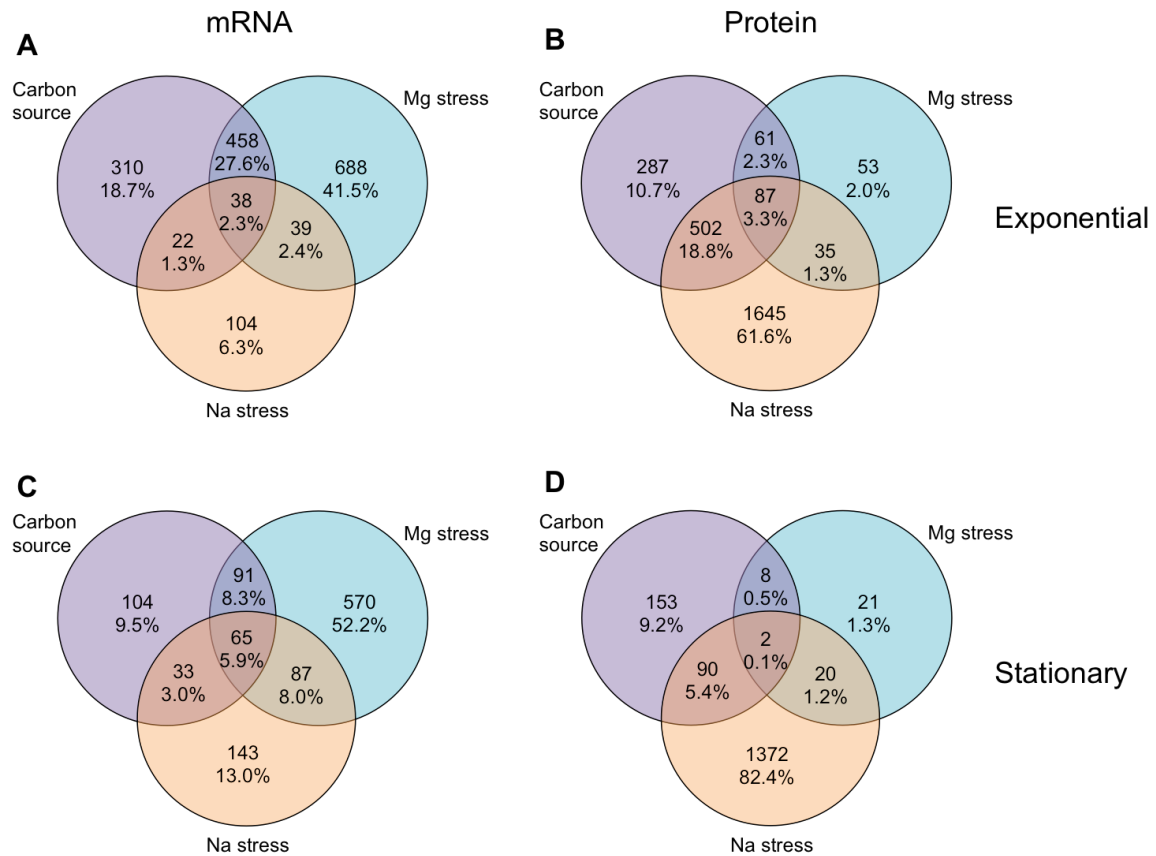 mRNA
Protein
A
Carbon
source
Mg stress
458
27.6%
310
18.7%
688
41.5%
38
2.3%
22
1.3%
39
2.4%
104
6.3%
Na stress
B
Carbon
source
Mg stress
61
2.3%
287
10.7%
53
2.0%
87
3.3%
502
18.8%
35
1.3%
1645
61.6%
Na stress
Exponential
C
Carbon
source
Mg stress
91
8.3%
104
9.5%
570
52.2%
65
5.9%
33
3.0%
87
8.0%
143
13.0%
Na stress
D
Carbon
source
Mg stress
8
0.5%
153
9.2%
21
1.3%
2
0.1%
90
5.4%
20
1.2%
1372
82.4%
Na stress
Stationary